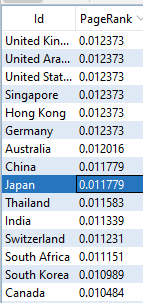 Id PageRank
United Kin... 0.012373
United Ara... 0.012373
United Stat... 0.012373
Singapore 0.012373
Hong Kong 0.012373
Germany 0.012373
Australia 0.012016
China 0.011779
Japan 0.011779
Thailand 0.011583
India 0.011339
Switzerland 0.011231
South Africa 0.011151
South Korea 0.010989
Canada 0.010484